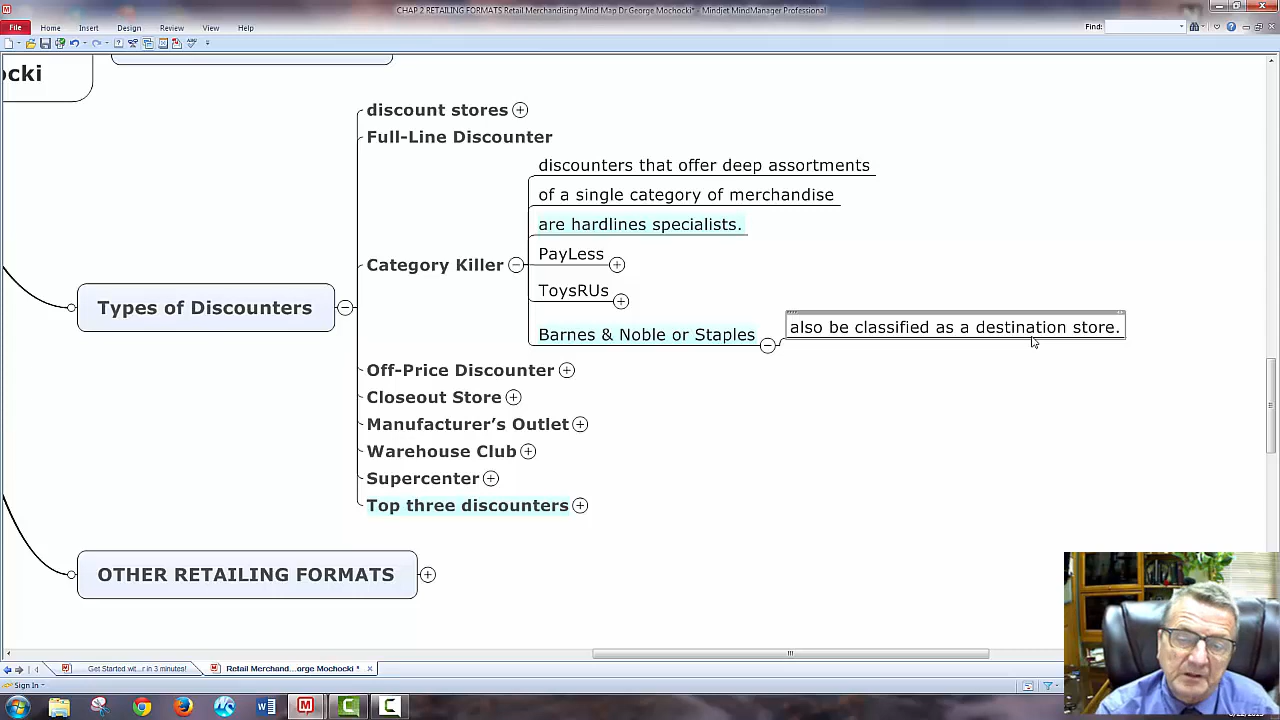 CHAP 2 RETAILING FORMATS Retail Merchandising Mind Map Dr George Mochocki* - Mindjet MindManager Professional
File Home Insert Design Review View Help Find:
ocki
discount stores
Full-Line Discounter
discounters that offer deep assortments
of a single category of merchandise
are hardlines specialists.
Category Killer
PayLess
ToysRUs
Barnes & Noble or Staples
also be classified as a destination store.
Types of Discounters
Off-Price Discounter
Closeout Store
Manufacturer’s Outlet
Warehouse Club
Supercenter
Top three discounters
OTHER RETAILING FORMATS
Get Started wit...r in 3 minutes!
Retail Merchand...orge Mochocki *
Sign In